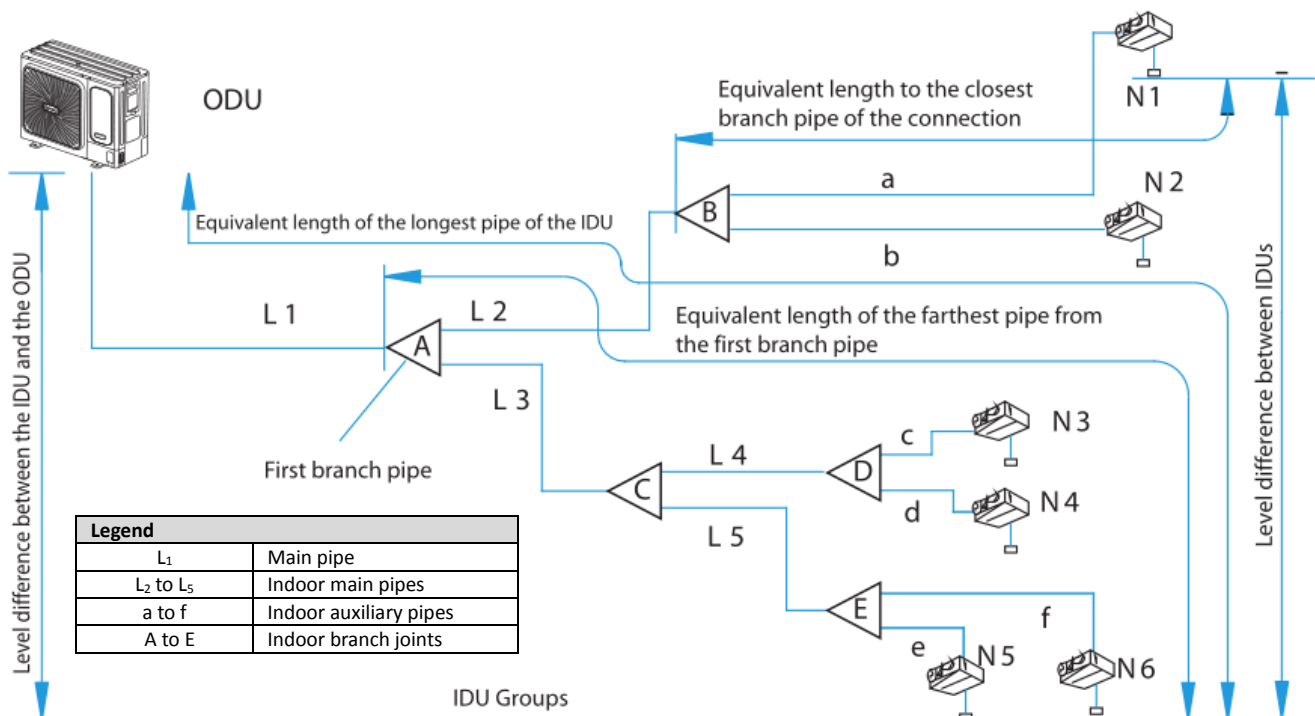 ODU
Equivalent length to the closest
branch pipe of the connection
N 1
a
N 2
B
b
Equivalent length of the longest pipe of the IDU
Level difference between the IDU and the ODU
L 1
L 2
A
Equivalent length of the farthest pipe from
the first branch pipe
Level difference between IDUs
L 3
First branch pipe
c
N 3
L 4
D
C
d
N 4
L 5
Legend
L1 Main pipe
L2 to L5 Indoor main pipes
a to f Indoor auxiliary pipes
A to E Indoor branch joints
E
f
e
N 5
N 6
IDU Groups